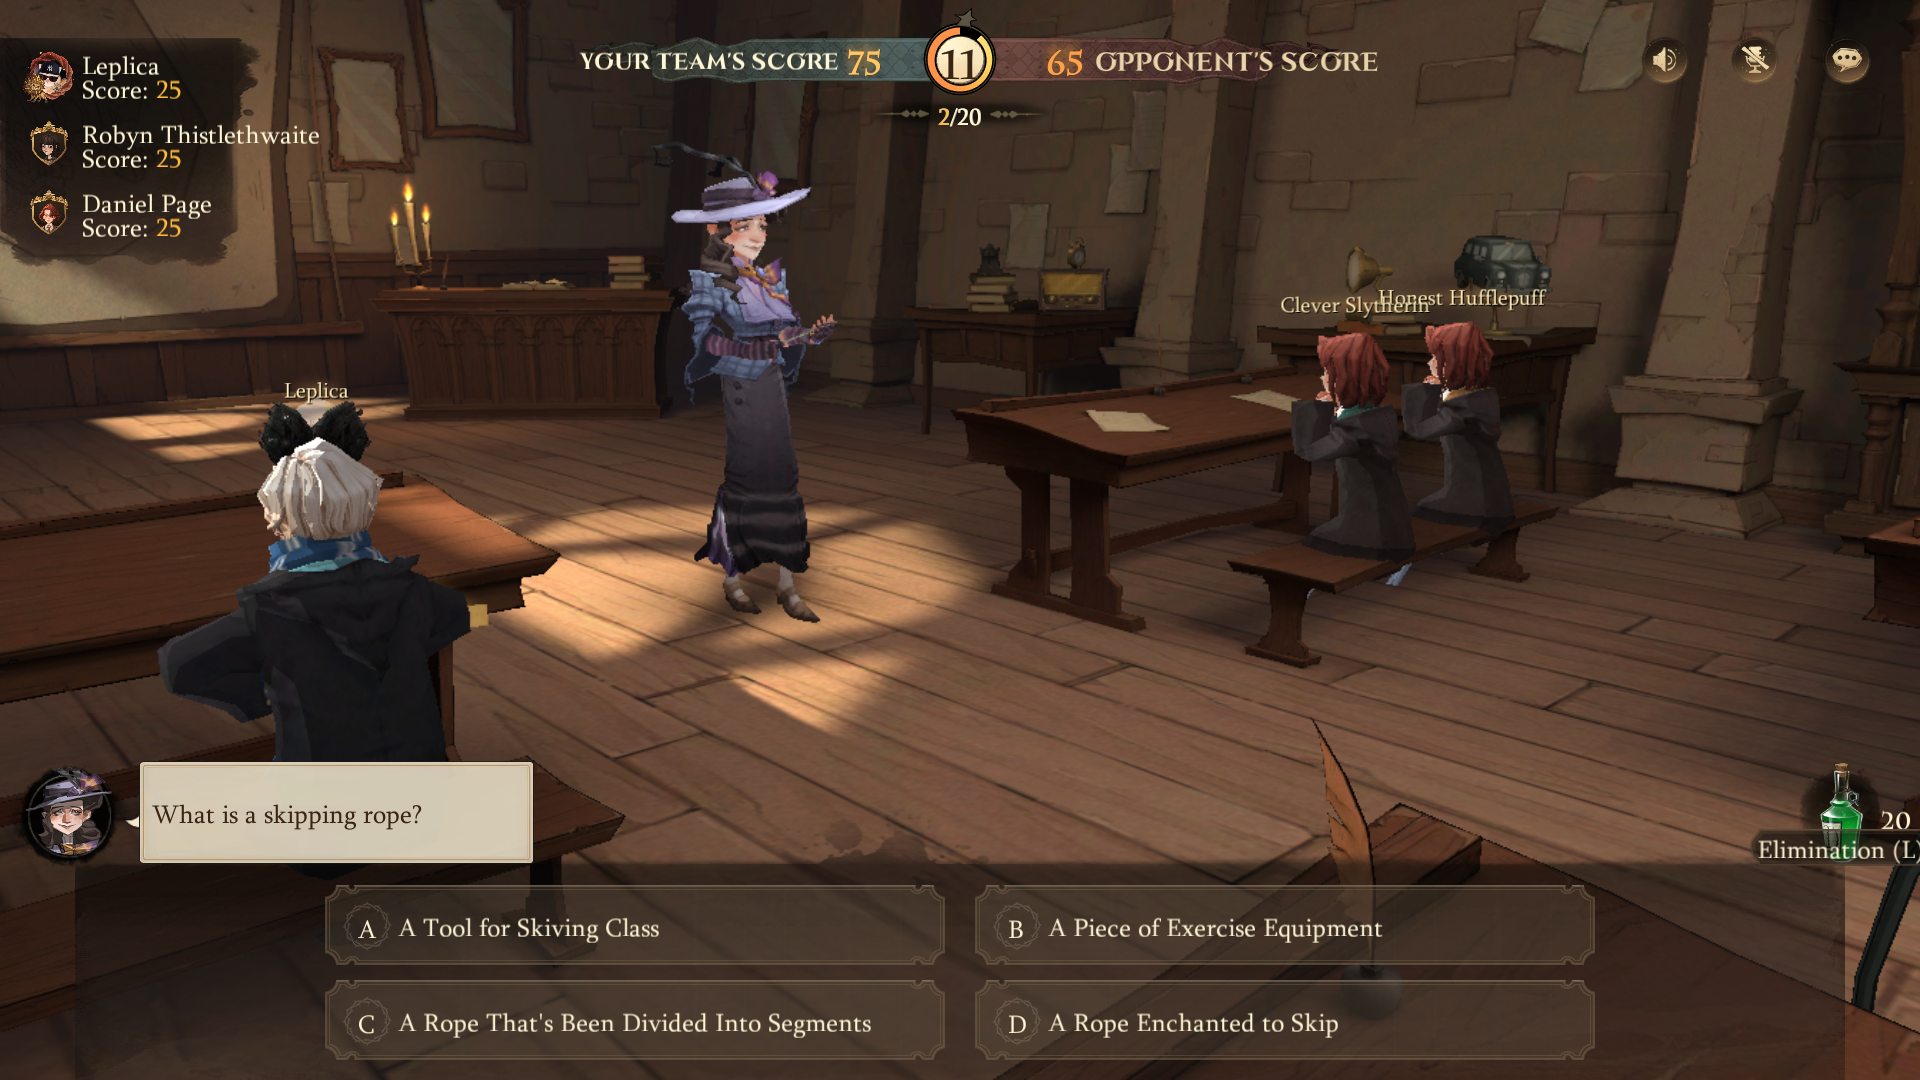 Leplica
Score: 25
Robyn Thistlethwaite
Score: 25
Daniel Page
Score: 25
YOUR TEAM'S SCORE 75
11
65 OPPONENT'S SCORE
2/20
Clever Slytherin
Honest Hufflepuff
Leplica
What is a skipping rope?
20
Elimination (L)
A A Tool for Skiving Class
B A Piece of Exercise Equipment
C A Rope That's Been Divided Into Segments
D A Rope Enchanted to Skip